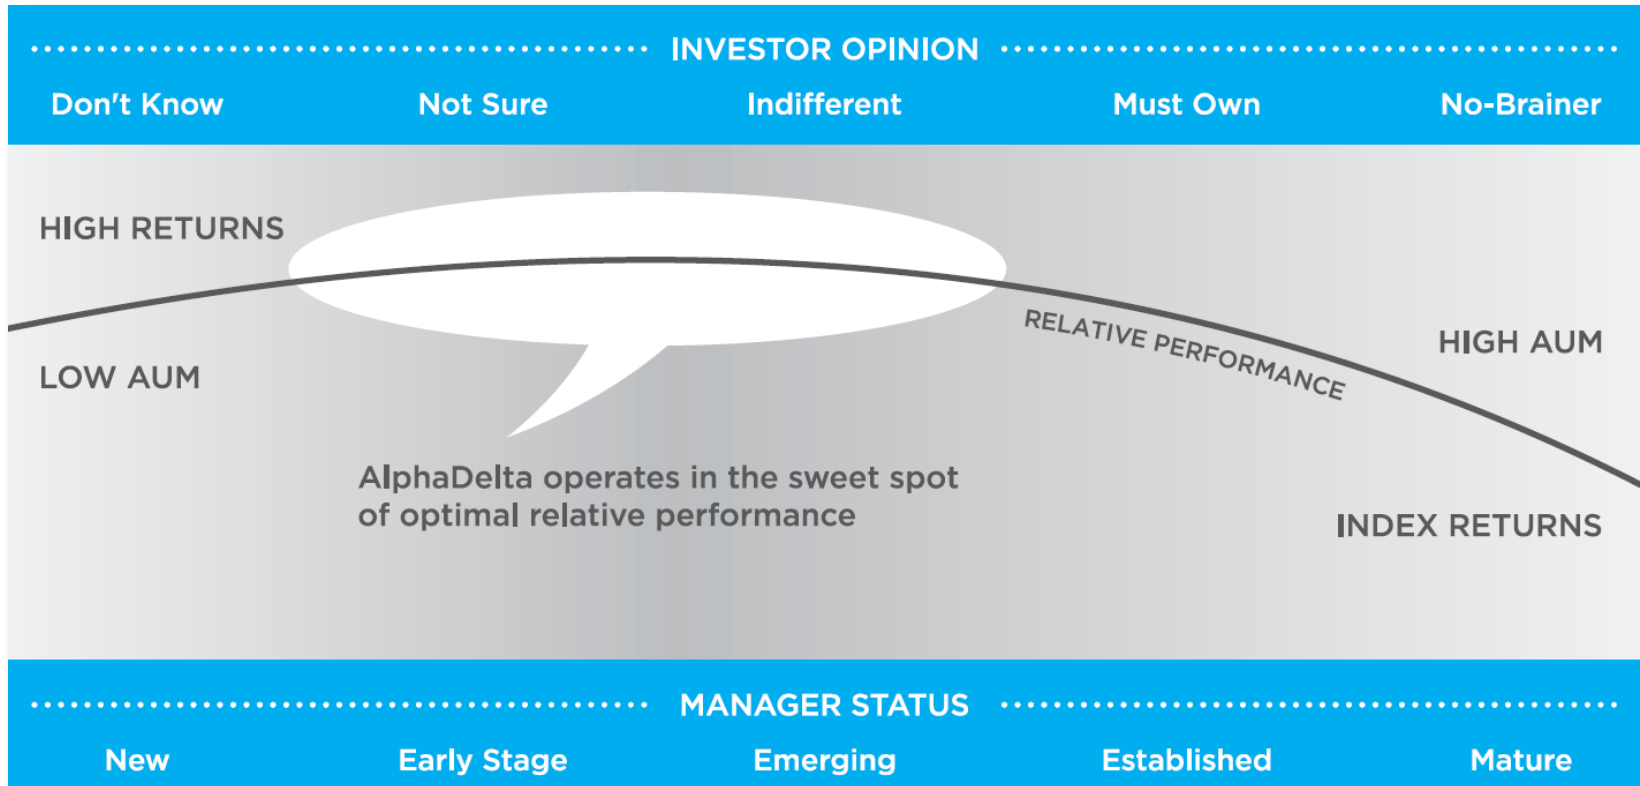 INVESTOR OPINION
Don't Know Not Sure Indifferent Must Own No-Brainer
HIGH RETURNS
LOW AUM
RELATIVE PERFORMANCE
HIGH AUM
AlphaDelta operates in the sweet spot
of optimal relative performance
INDEX RETURNS
MANAGER STATUS
New Early Stage Emerging Established Mature